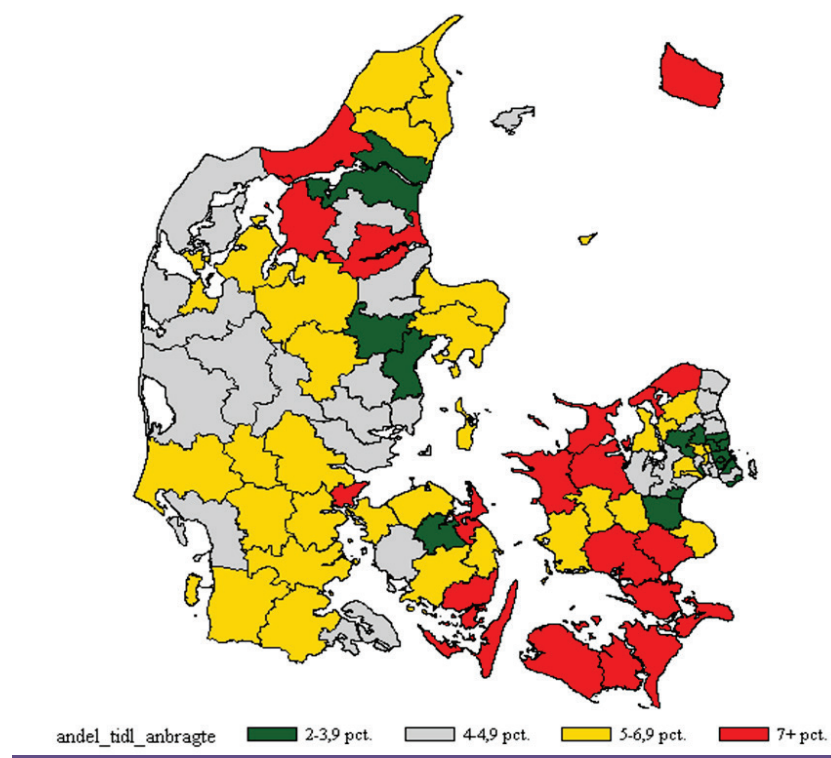 andel_tidl_anbragte 2-3,9 pct. 4-4,9 pct. 5-6,9 pct. 7+ pct.